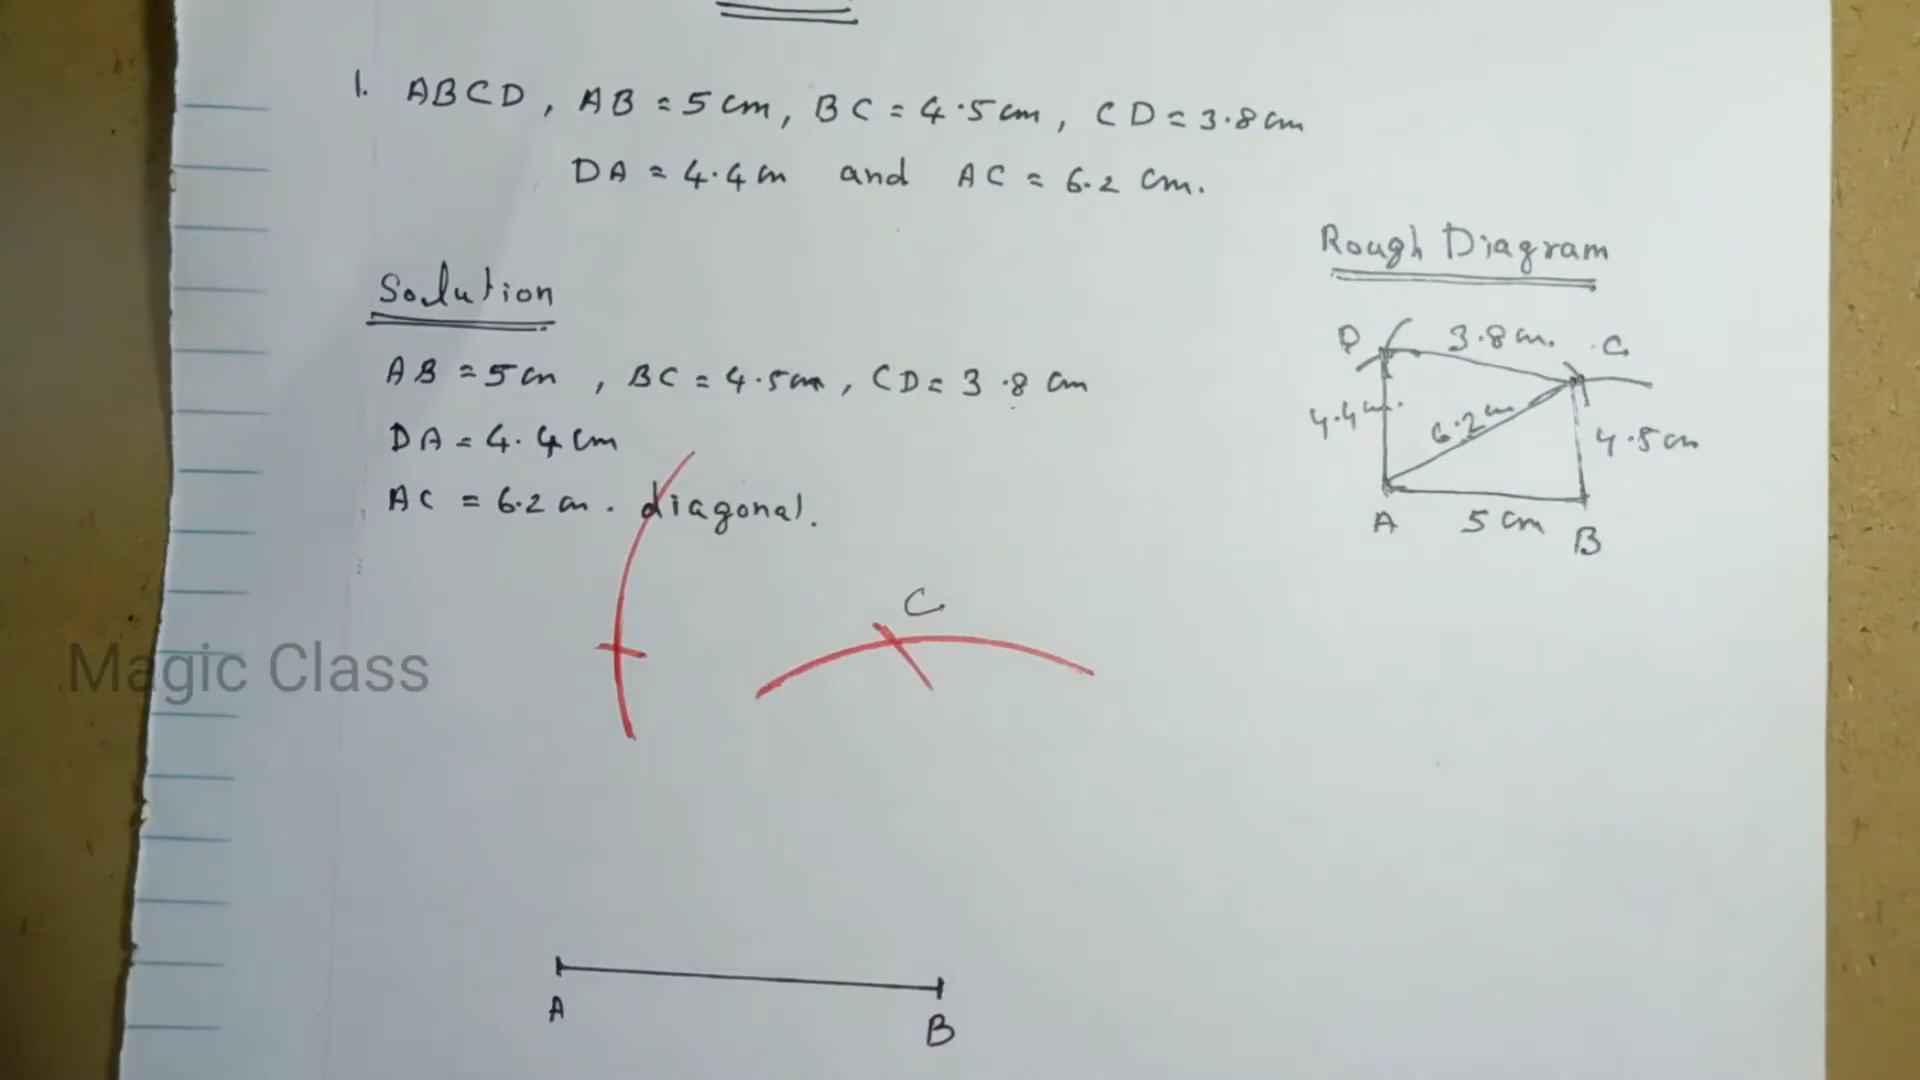 1. ABCD, AB = 5 cm, BC = 4.5 cm, CD = 3.8 cm
DA = 4.4 cm and AC = 6.2 cm.
Rough Diagram
Solution
D 3.8 cm. C
AB = 5 cm, BC = 4.5 cm, CD = 3.8 cm
4.4 cm. 6.2 cm 4.5 cm
DA = 4.4 cm
AC = 6.2 cm. diagonal.
A 5 cm B
C
Magic Class
A
B